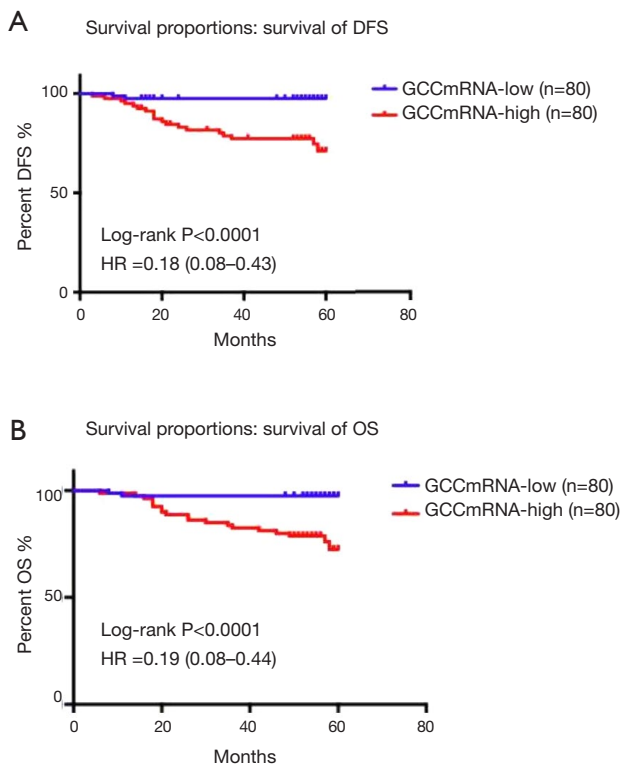 A
Survival proportions: survival of DFS
Percent DFS %
100
50
0
0 20 40 60 80
Months
GCCmRNA-low (n=80)
GCCmRNA-high (n=80)
Log-rank P<0.0001
HR =0.18 (0.08–0.43)
B
Survival proportions: survival of OS
Percent OS %
100
50
0
0 20 40 60 80
Months
GCCmRNA-low (n=80)
GCCmRNA-high (n=80)
Log-rank P<0.0001
HR =0.19 (0.08–0.44)